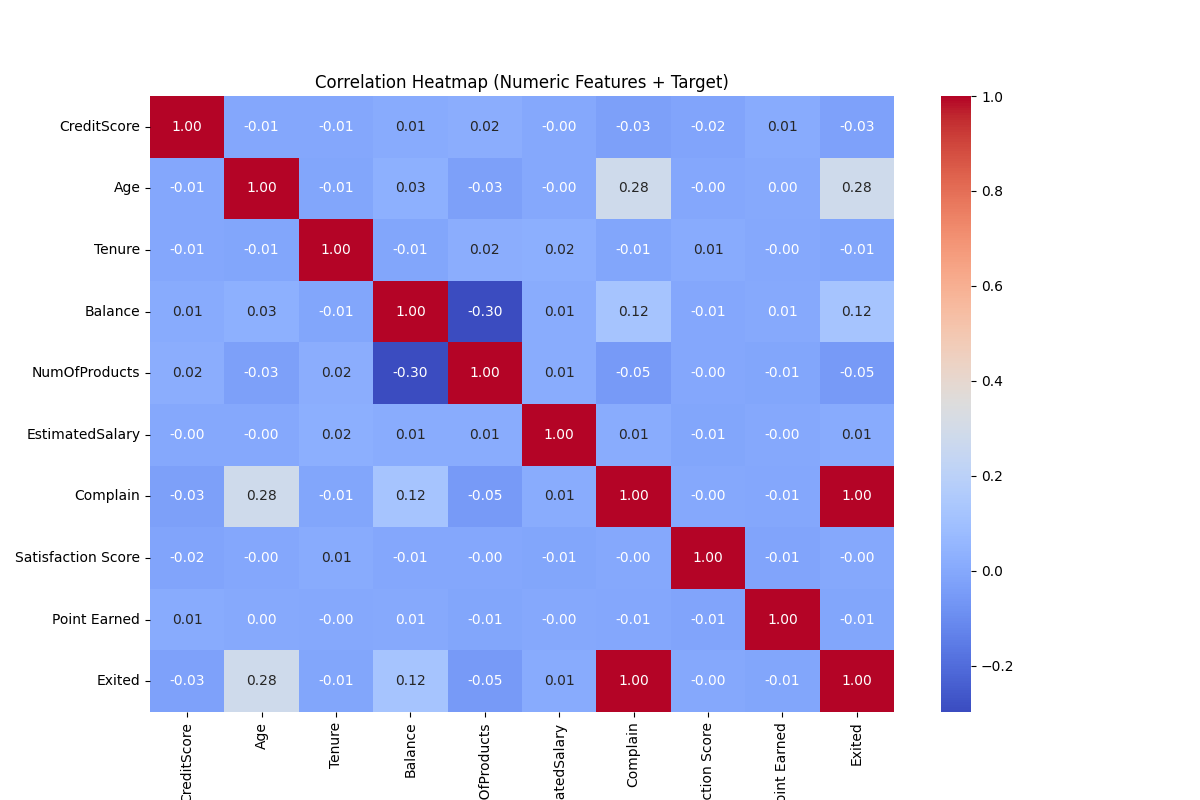 Correlation Heatmap (Numeric Features + Target)
CreditScore 1.00 -0.01 -0.01 0.01 0.02 -0.00 -0.03 -0.02 0.01 -0.03
Age -0.01 1.00 -0.01 0.03 -0.03 -0.00 0.28 -0.00 0.00 0.28
Tenure -0.01 -0.01 1.00 -0.01 0.02 0.02 -0.01 0.01 -0.00 -0.01
Balance 0.01 0.03 -0.01 1.00 -0.30 0.01 0.12 -0.01 0.01 0.12
NumOfProducts 0.02 -0.03 0.02 -0.30 1.00 0.01 -0.05 -0.00 -0.01 -0.05
EstimatedSalary -0.00 -0.00 0.02 0.01 0.01 1.00 0.01 -0.01 -0.00 0.01
Complain -0.03 0.28 -0.01 0.12 -0.05 0.01 1.00 -0.00 -0.01 1.00
Satisfaction Score -0.02 -0.00 0.01 -0.01 -0.00 -0.01 -0.00 1.00 -0.01 -0.00
Point Earned 0.01 0.00 -0.00 0.01 -0.01 -0.00 -0.01 -0.01 1.00 -0.01
Exited -0.03 0.28 -0.01 0.12 -0.05 0.01 1.00 -0.00 -0.01 1.00
CreditScore
Age
Tenure
Balance
OfProducts
atedSalary
Complain
ction Score
oint Earned
Exited
1.0
0.8
0.6
0.4
0.2
0.0
−0.2